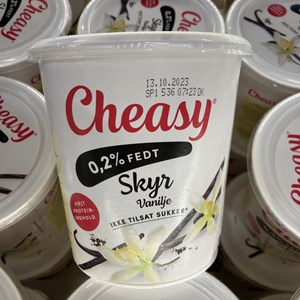 13.10.2023
SP1 536 07:23 DK
Cheasy®
0,2% FEDT
Skyr
Vanilje
IKKE TILSAT SUKKER*
HØJT
PROTEIN-
INDHOLD